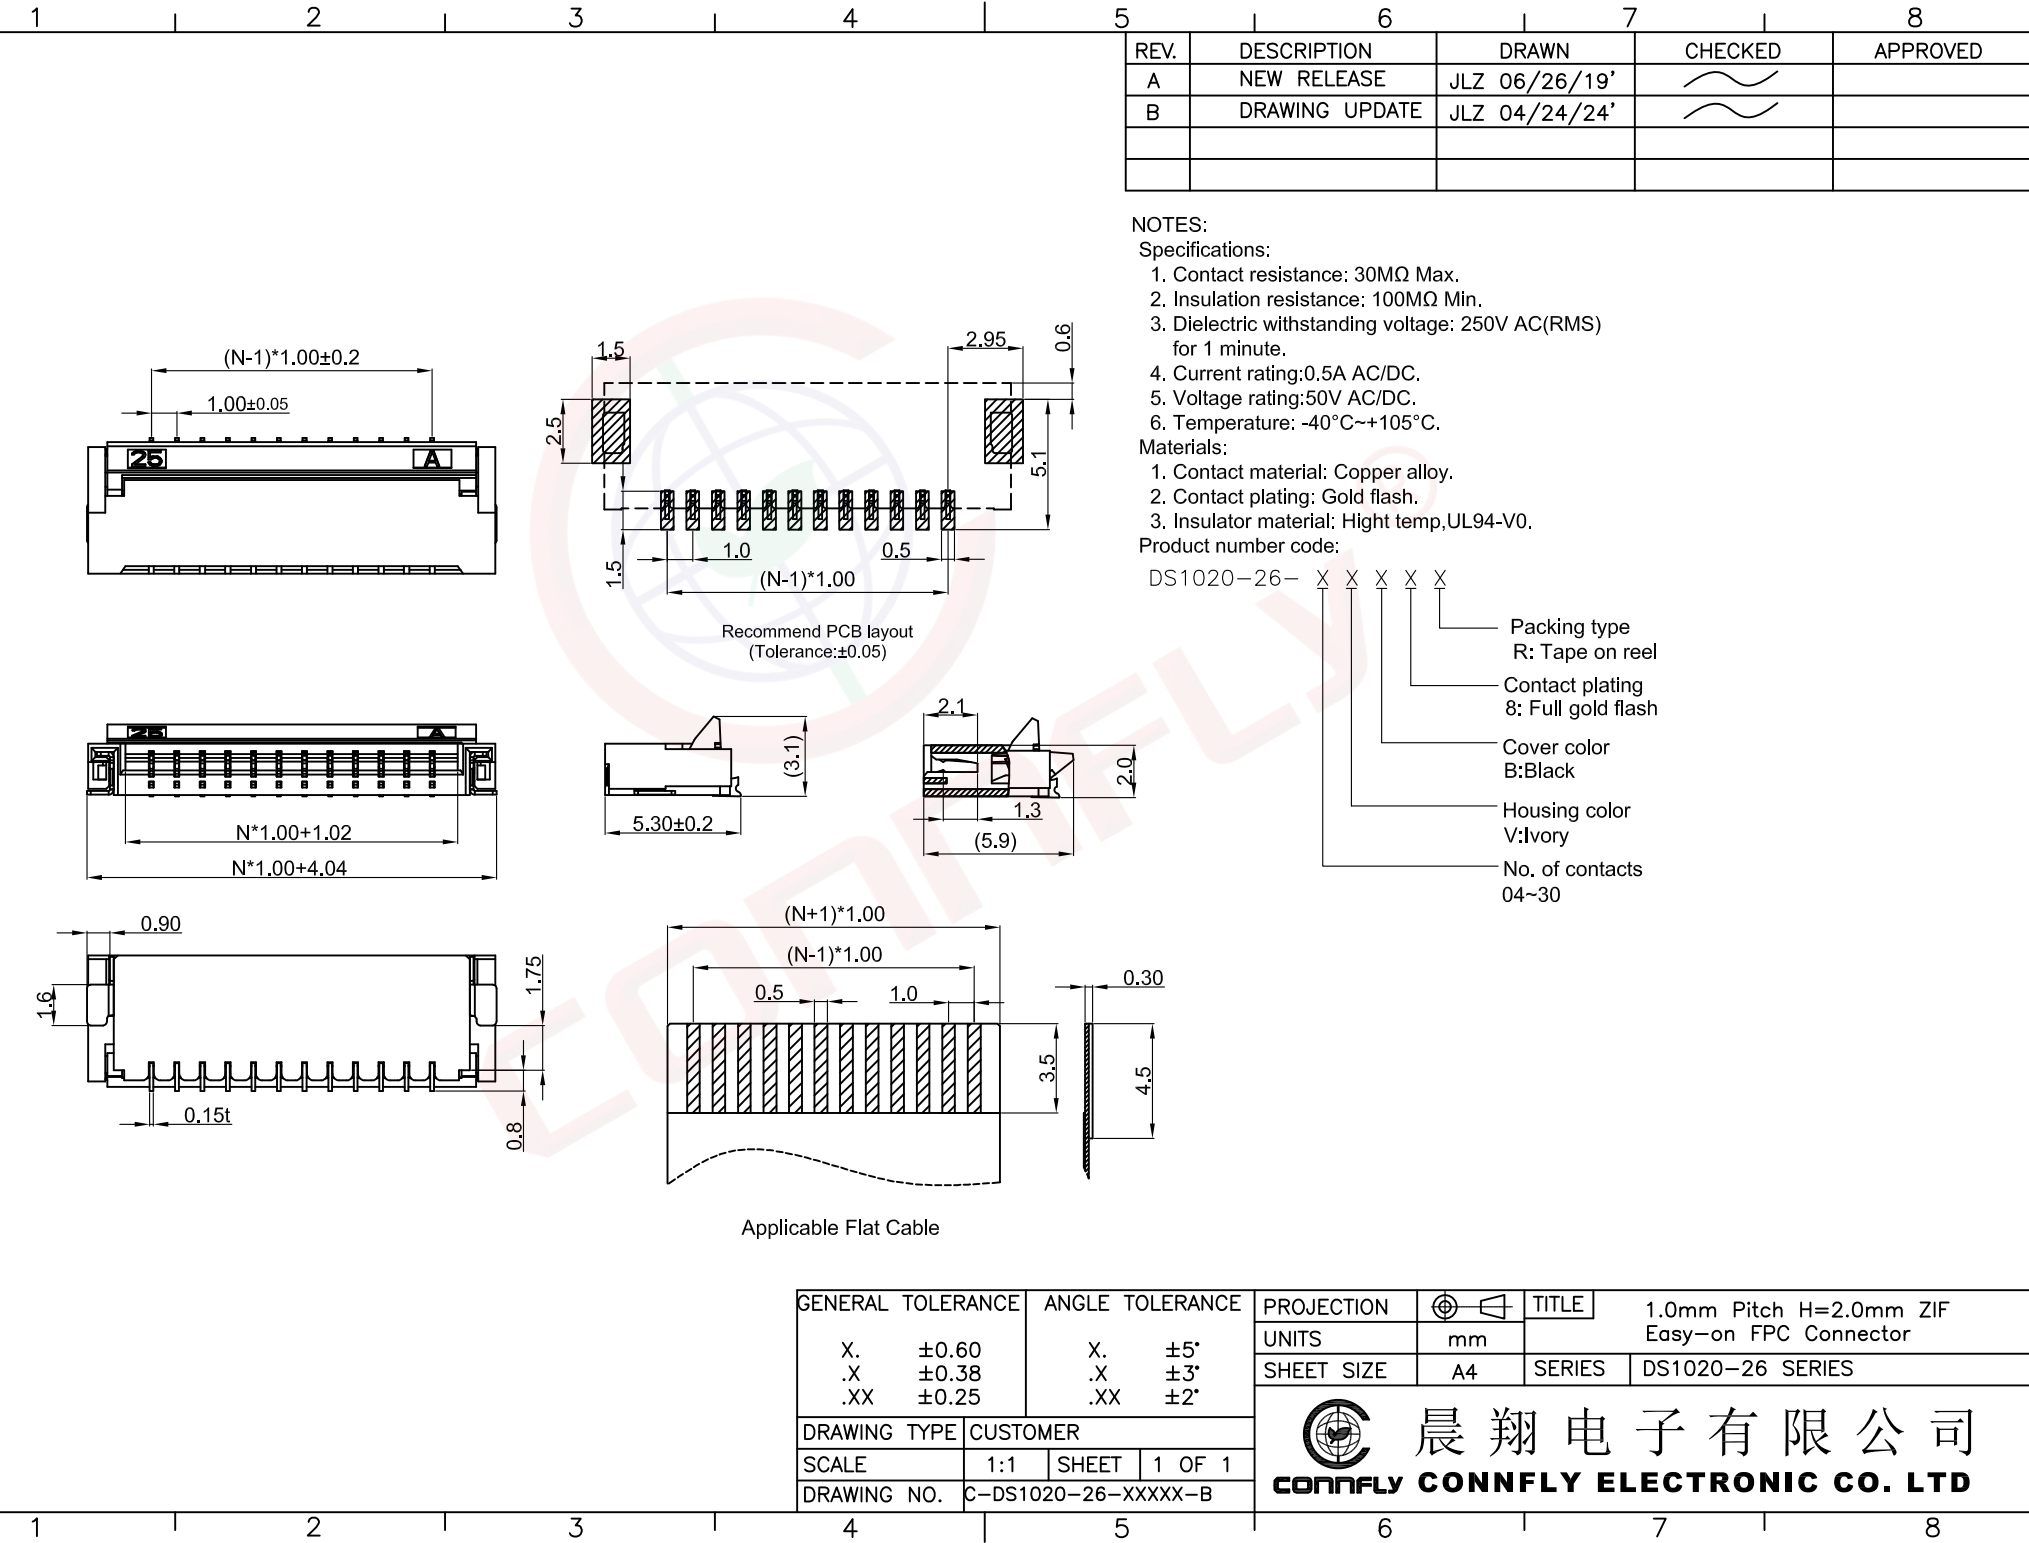 1 2 3 4 5 6 7 8
REV. DESCRIPTION DRAWN CHECKED APPROVED
A NEW RELEASE JLZ 06/26/19'
B DRAWING UPDATE JLZ 04/24/24'
NOTES:
Specifications:
1. Contact resistance: 30MΩ Max.
2. Insulation resistance: 100MΩ Min.
3. Dielectric withstanding voltage: 250V AC(RMS)
for 1 minute.
4. Current rating:0.5A AC/DC.
5. Voltage rating:50V AC/DC.
6. Temperature: -40°C~+105°C.
Materials:
1. Contact material: Copper alloy.
2. Contact plating: Gold flash.
3. Insulator material: Hight temp,UL94-V0.
Product number code:
DS1020-26- X X X X X
Packing type
R: Tape on reel
Contact plating
8: Full gold flash
Cover color
B:Black
Housing color
V:Ivory
No. of contacts
04~30
(N-1)*1.00±0.2
1.00±0.05
25 A
1.5
2.95
0.6
2.5
5.1
1.5
1.0
0.5
(N-1)*1.00
Recommend PCB layout
(Tolerance:±0.05)
25 A
N*1.00+1.02
N*1.00+4.04
(3.1)
5.30±0.2
2.1
2.0
1.3
(5.9)
0.90
1.6
1.75
0.15t
0.8
(N+1)*1.00
(N-1)*1.00
0.5
1.0
3.5
0.30
4.5
Applicable Flat Cable
CONNFLY
R
GENERAL TOLERANCE ANGLE TOLERANCE
X. ±0.60 X. ±5°
.X ±0.38 .X ±3°
.XX ±0.25 .XX ±2°
DRAWING TYPE CUSTOMER
SCALE 1:1 SHEET 1 OF 1
DRAWING NO. C-DS1020-26-XXXXX-B
PROJECTION TITLE
1.0mm Pitch H=2.0mm ZIF
Easy-on FPC Connector
UNITS mm
SHEET SIZE A4 SERIES DS1020-26 SERIES
晨翔电子有限公司
CONNFLY CONNFLY ELECTRONIC CO. LTD
1 2 3 4 5 6 7 8